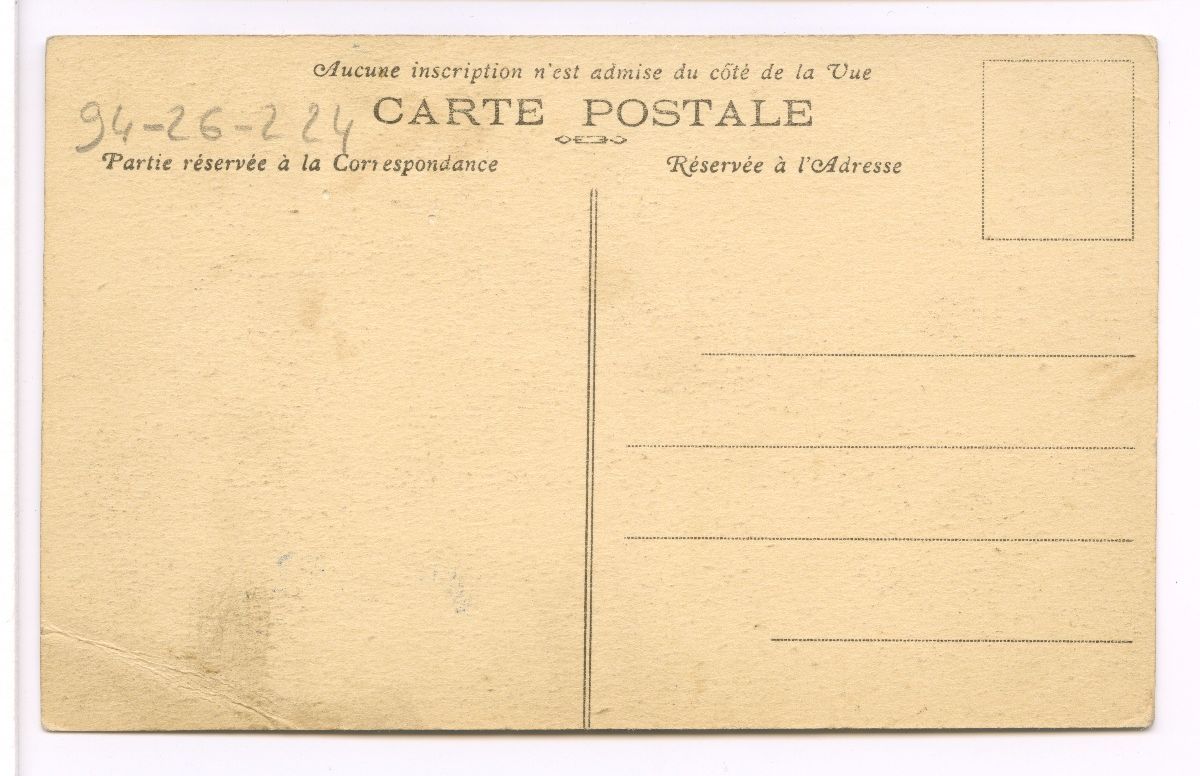 Aucune inscription n'est admise du côté de la Vue
94-26-224
CARTE POSTALE
Partie réservée à la Correspondance
Réservée à l'Adresse